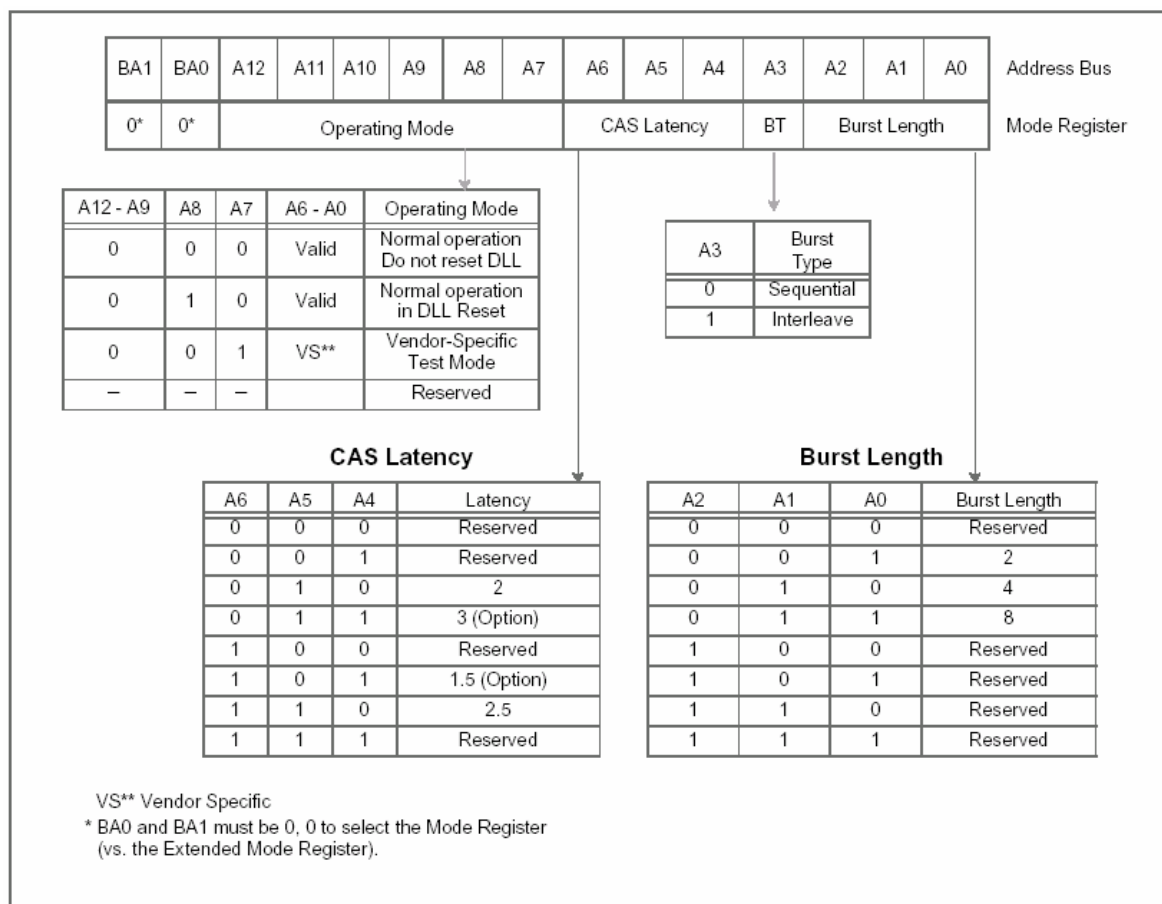 BA1 BA0 A12 A11 A10 A9 A8 A7 A6 A5 A4 A3 A2 A1 A0 Address Bus
0* 0* Operating Mode CAS Latency BT Burst Length Mode Register
A12 - A9 A8 A7 A6 - A0 Operating Mode
0 0 0 Valid Normal operation
Do not reset DLL
0 1 0 Valid Normal operation
in DLL Reset
0 0 1 VS** Vendor-Specific
Test Mode
– – – Reserved
A3 Burst
Type
0 Sequential
1 Interleave
CAS Latency
A6 A5 A4 Latency
0 0 0 Reserved
0 0 1 Reserved
0 1 0 2
0 1 1 3 (Option)
1 0 0 Reserved
1 0 1 1.5 (Option)
1 1 0 2.5
1 1 1 Reserved
Burst Length
A2 A1 A0 Burst Length
0 0 0 Reserved
0 0 1 2
0 1 0 4
0 1 1 8
1 0 0 Reserved
1 0 1 Reserved
1 1 0 Reserved
1 1 1 Reserved
VS** Vendor Specific
* BA0 and BA1 must be 0, 0 to select the Mode Register
(vs. the Extended Mode Register).